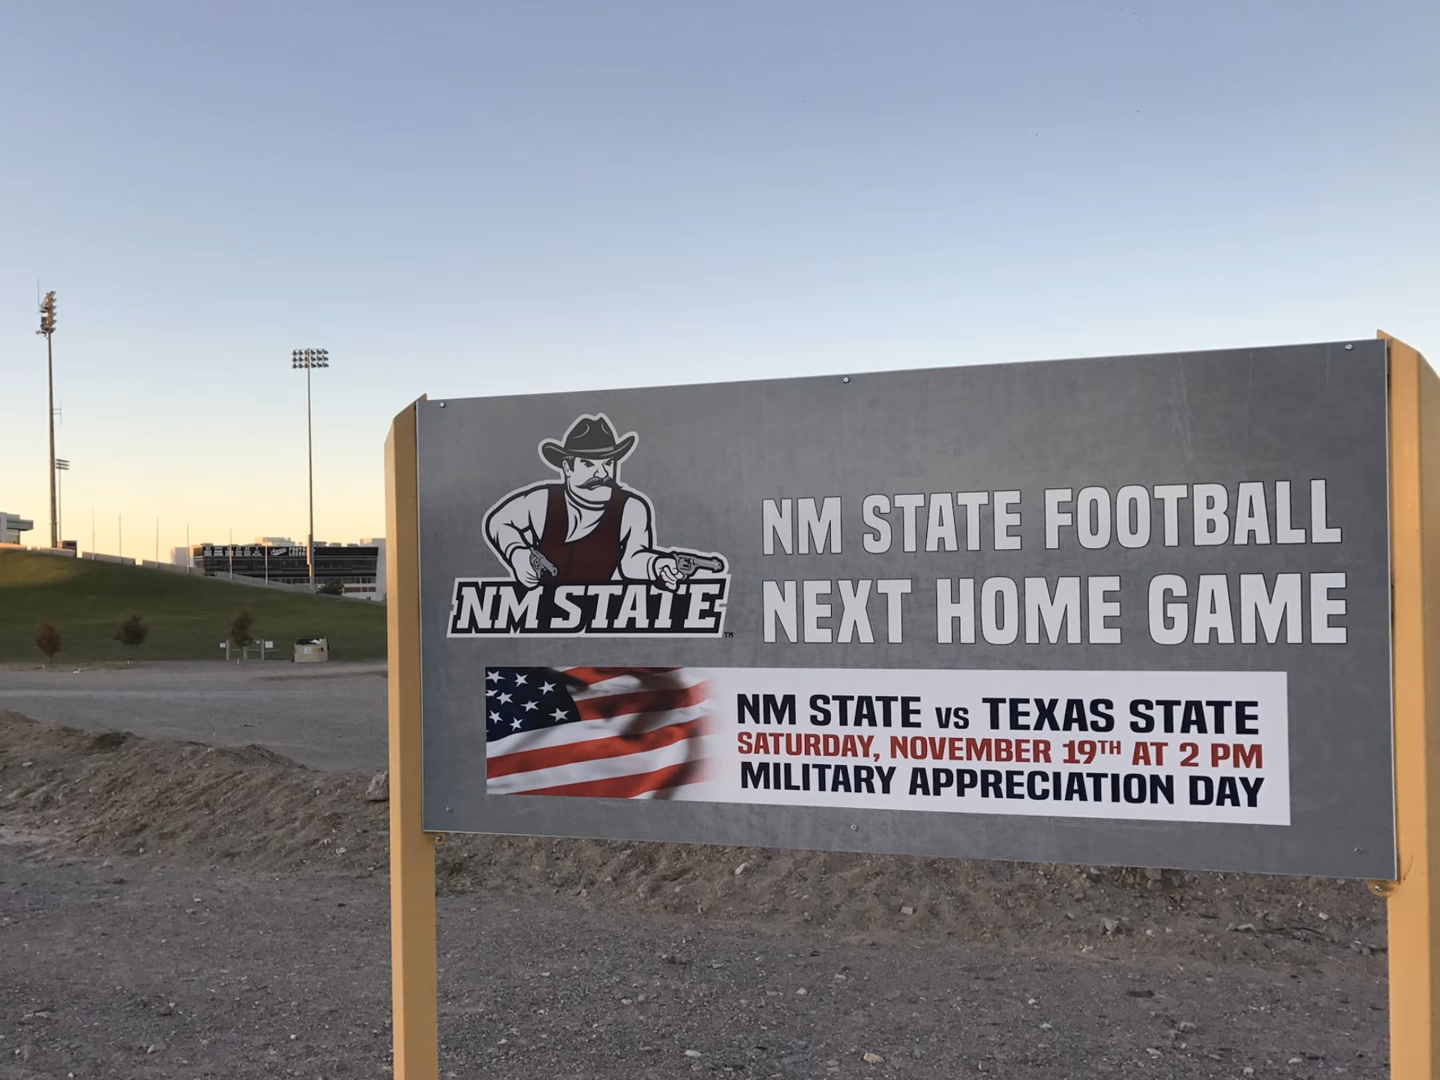 NM STATE
TM
NM STATE FOOTBALL
NEXT HOME GAME
NM STATE vs TEXAS STATE
SATURDAY, NOVEMBER 19TH AT 2 PM
MILITARY APPRECIATION DAY